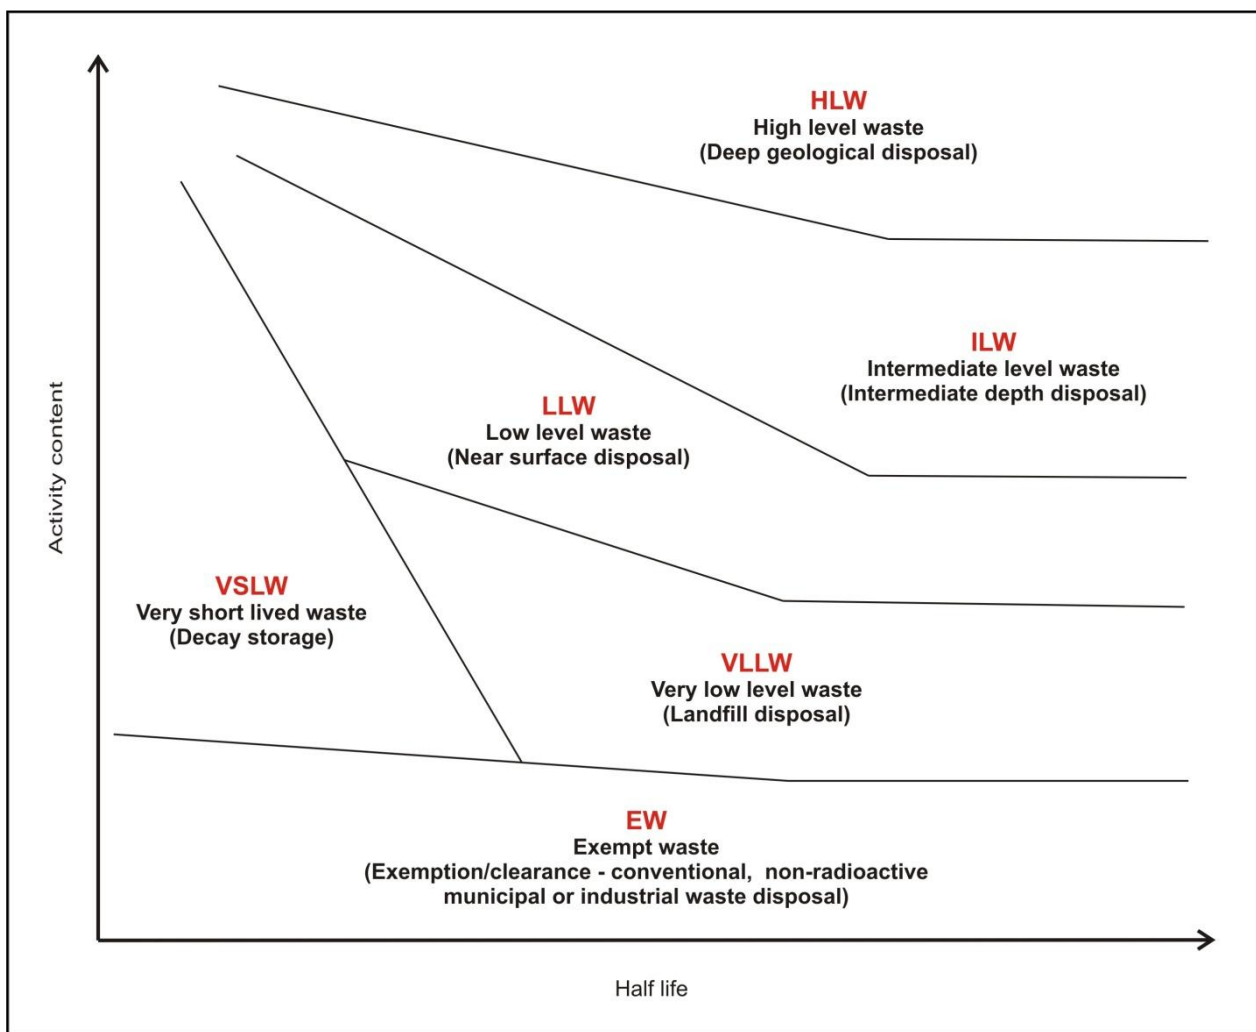 HLW
High level waste
(Deep geological disposal)
ILW
Intermediate level waste
(Intermediate depth disposal)
LLW
Low level waste
(Near surface disposal)
Activity content
VSLW
Very short lived waste
(Decay storage)
VLLW
Very low level waste
(Landfill disposal)
EW
Exempt waste
(Exemption/clearance - conventional, non-radioactive
municipal or industrial waste disposal)
Half life